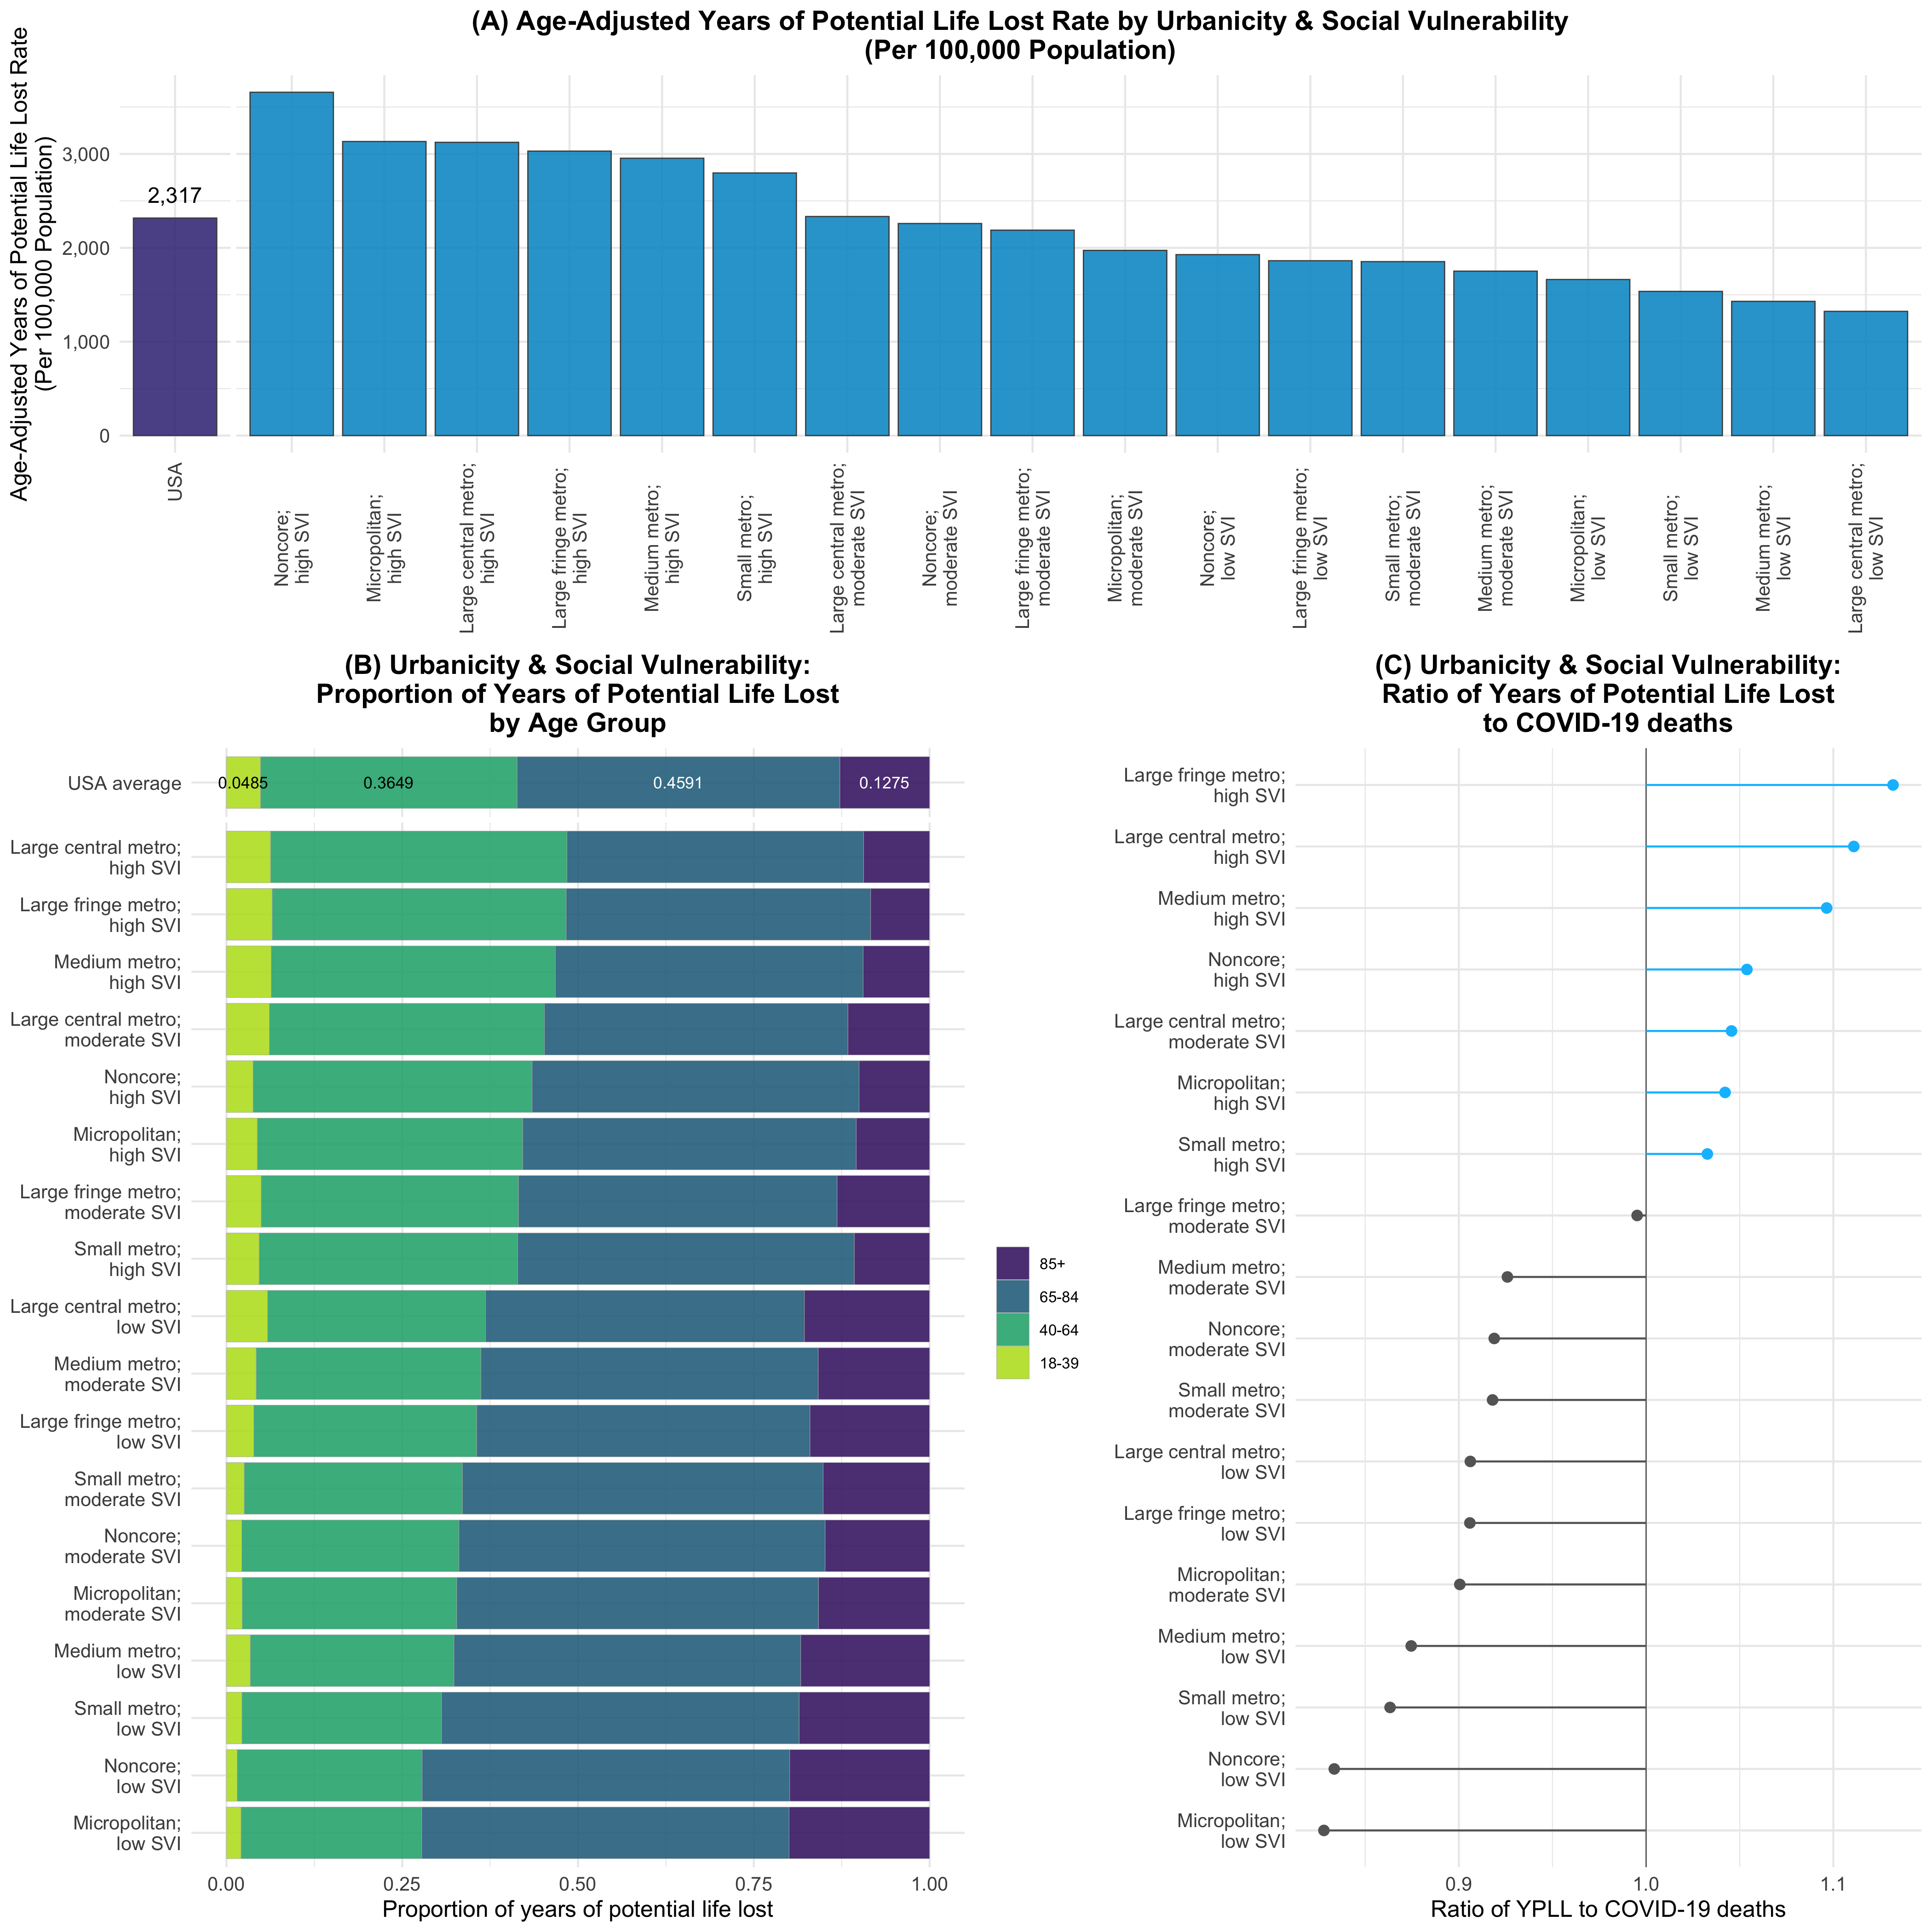 (A) Age-Adjusted Years of Potential Life Lost Rate by Urbanicity & Social Vulnerability
(Per 100,000 Population)
Age-Adjusted Years of Potential Life Lost Rate
(Per 100,000 Population)
3,000
2,000
1,000
0
2,317
USA
Noncore;
high SVI
Micropolitan;
high SVI
Large central metro;
high SVI
Large fringe metro;
high SVI
Medium metro;
high SVI
Small metro;
high SVI
Large central metro;
moderate SVI
Noncore;
moderate SVI
Large fringe metro;
moderate SVI
Micropolitan;
moderate SVI
Noncore;
low SVI
Large fringe metro;
low SVI
Small metro;
moderate SVI
Medium metro;
moderate SVI
Micropolitan;
low SVI
Small metro;
low SVI
Medium metro;
low SVI
Large central metro;
low SVI
(B) Urbanicity & Social Vulnerability:
Proportion of Years of Potential Life Lost
by Age Group
USA average
0.0485
0.3649
0.4591
0.1275
Large central metro;
high SVI
Large fringe metro;
high SVI
Medium metro;
high SVI
Large central metro;
moderate SVI
Noncore;
high SVI
Micropolitan;
high SVI
Large fringe metro;
moderate SVI
Small metro;
high SVI
Large central metro;
low SVI
Medium metro;
moderate SVI
Large fringe metro;
low SVI
Small metro;
moderate SVI
Noncore;
moderate SVI
Micropolitan;
moderate SVI
Medium metro;
low SVI
Small metro;
low SVI
Noncore;
low SVI
Micropolitan;
low SVI
0.00
0.25
0.50
0.75
1.00
Proportion of years of potential life lost
85+
65-84
40-64
18-39
(C) Urbanicity & Social Vulnerability:
Ratio of Years of Potential Life Lost
to COVID-19 deaths
Large fringe metro;
high SVI
Large central metro;
high SVI
Medium metro;
high SVI
Noncore;
high SVI
Large central metro;
moderate SVI
Micropolitan;
high SVI
Small metro;
high SVI
Large fringe metro;
moderate SVI
Medium metro;
moderate SVI
Noncore;
moderate SVI
Small metro;
moderate SVI
Large central metro;
low SVI
Large fringe metro;
low SVI
Micropolitan;
moderate SVI
Medium metro;
low SVI
Small metro;
low SVI
Noncore;
low SVI
Micropolitan;
low SVI
0.9
1.0
1.1
Ratio of YPLL to COVID-19 deaths